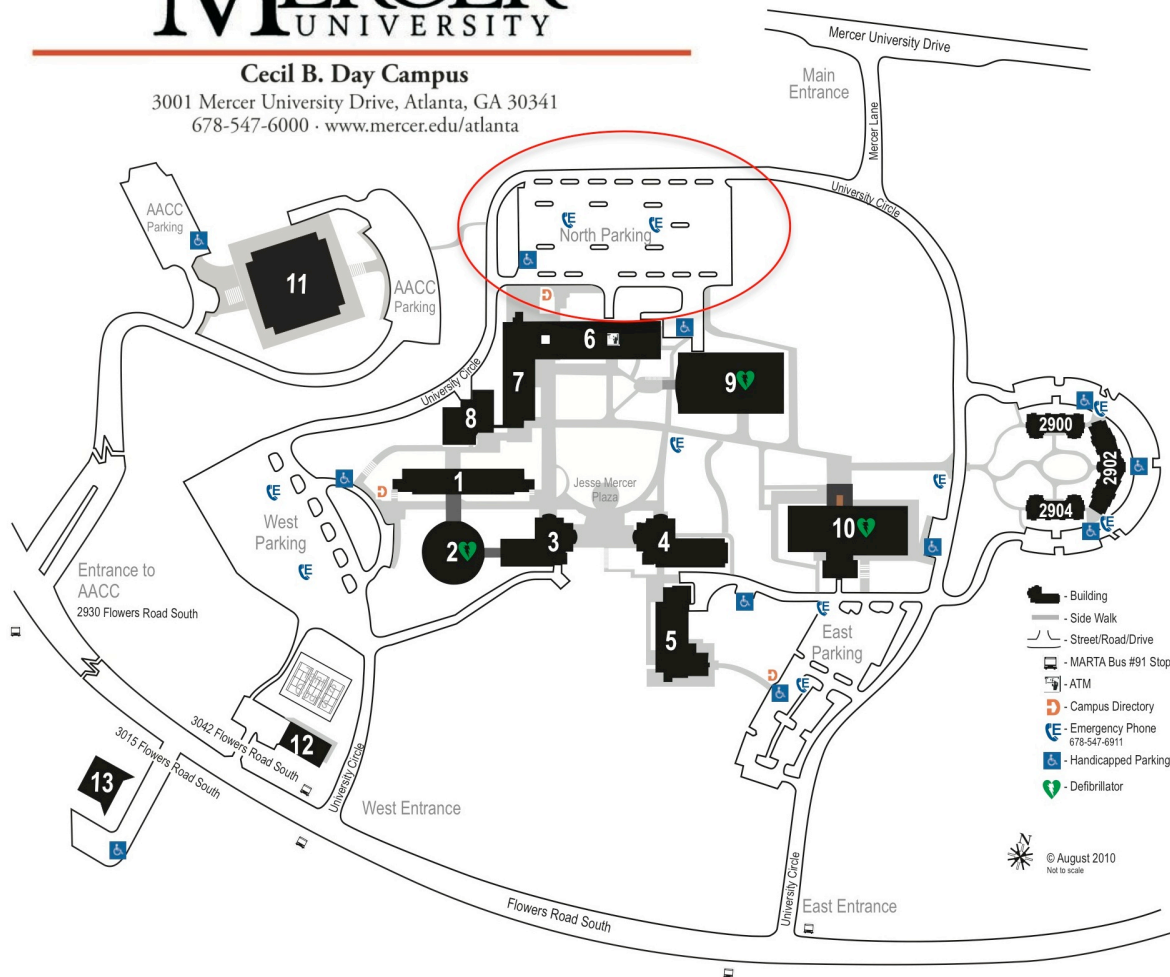 MERCER
UNIVERSITY
Cecil B. Day Campus
3001 Mercer University Drive, Atlanta, GA 30341
678-547-6000 · www.mercer.edu/atlanta
Mercer University Drive
Main
Entrance
Mercer Lane
University Circle
AACC
Parking
E
E
North Parking
11
AACC
Parking
D
6
7
9
University Circle
8
E
2900
E
2902
1
D
Jesse Mercer
Plaza
E
E
2904
E
West
Parking
2
3
4
10
E
Entrance to
AACC
2930 Flowers Road South
5
E
East
Parking
D
E
- Building
- Side Walk
- Street/Road/Drive
- MARTA Bus #91 Stop
- ATM
D - Campus Directory
E - Emergency Phone
678-547-6911
- Handicapped Parking
- Defibrillator
3042 Flowers Road South
12
3015 Flowers Road South
13
University Circle
West Entrance
N
© August 2010
Not to scale
University Circle
East Entrance
Flowers Road South